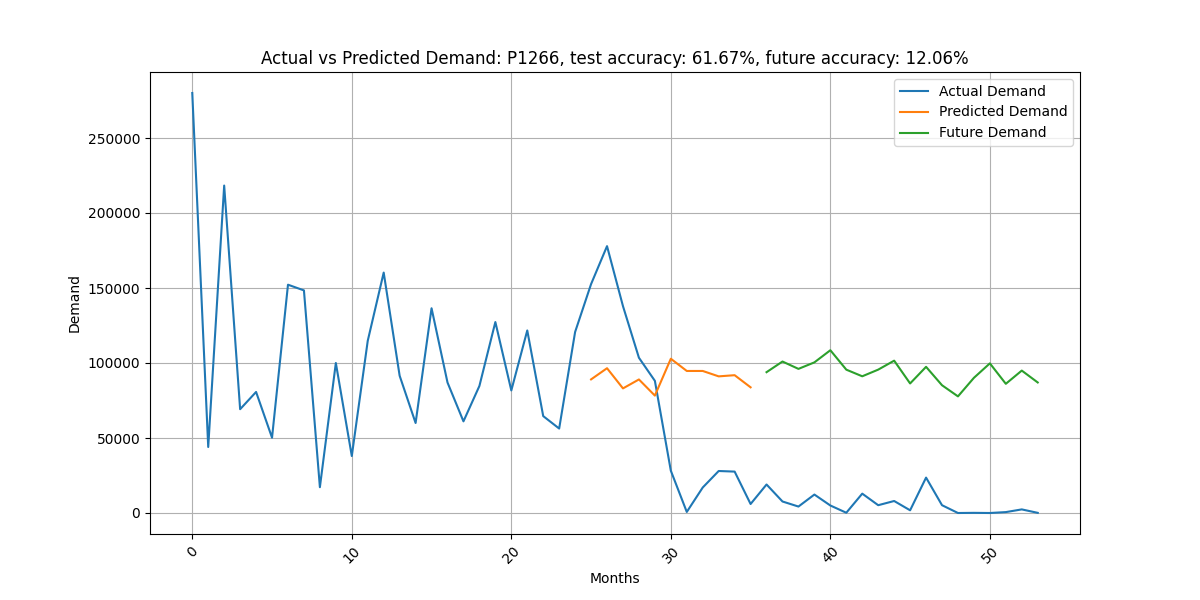 Actual vs Predicted Demand: P1266, test accuracy: 61.67%, future accuracy: 12.06%
Actual Demand
Predicted Demand
Future Demand
250000
200000
150000
100000
50000
0
Demand
0 10 20 30 40 50
Months